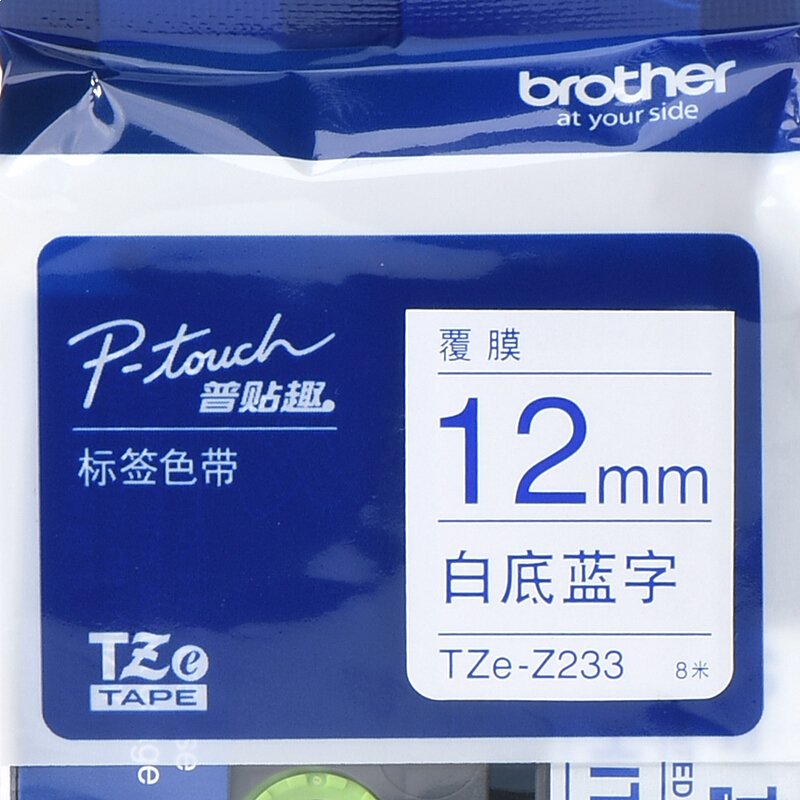 brother
at your side
P-touch
普贴趣
标签色带
TZe
TAPE
覆膜
12mm
白底蓝字
TZe-Z233
8米